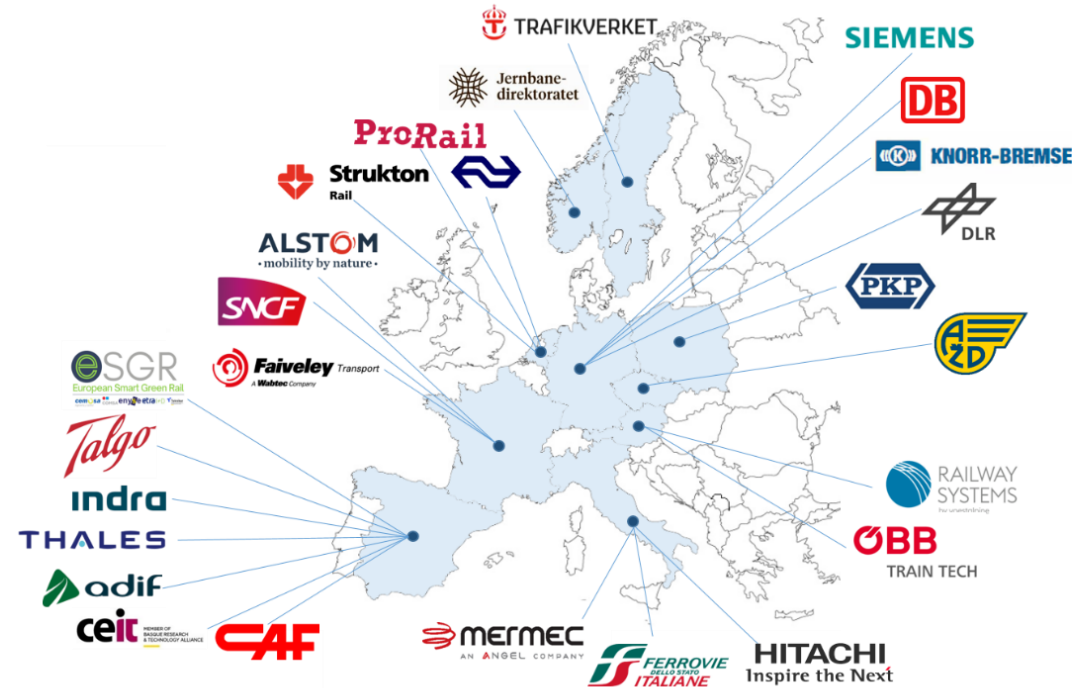 TRAFIKVERKET
SIEMENS
Jernbane-
direktoratet
DB
ProRail
KNORR-BREMSE
Strukton
Rail
DLR
ALSTOM
• mobility by nature •
PKP
SNCF
AŽD
eSGR
European Smart Green Rail
comsa
Faiveley Transport
A Wabtec Company
Talgo
indra
RAILWAY
SYSTEMS
THALES
ÖBB
TRAIN TECH
adif
ceit
MEMBER OF
BASQUE RESEARCH
& TECHNOLOGY ALLIANCE
CAF
mermec
AN ANGEL COMPANY
FERROVIE
DELLO STATO
ITALIANE
HITACHI
Inspire the Next